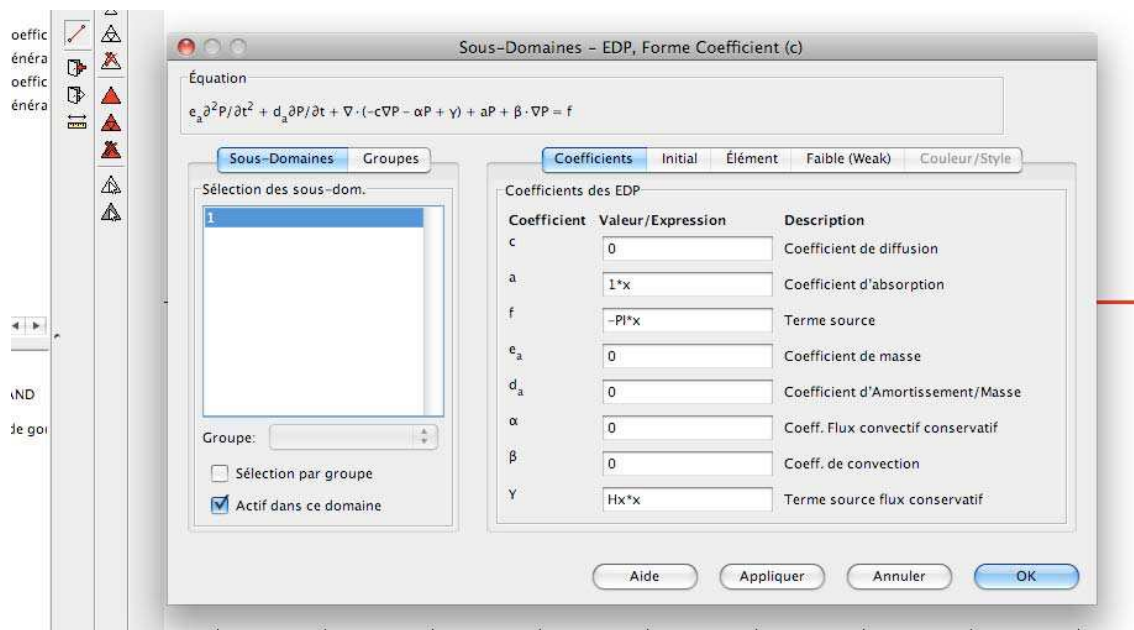 oeffic
énéra
oeffic
énéra
AND
de gou
Sous-Domaines - EDP, Forme Coefficient (c)
Équation
eₐ∂²P/∂t² + dₐ∂P/∂t + ∇·(-c∇P - αP + γ) + aP + β·∇P = f
Sous-Domaines Groupes
Sélection des sous-dom.
1
Groupe:
Sélection par groupe
Actif dans ce domaine
Coefficients Initial Élément Faible (Weak) Couleur/Style
Coefficients des EDP
Coefficient Valeur/Expression Description
c 0 Coefficient de diffusion
a 1*x Coefficient d'absorption
f -PI*x Terme source
eₐ 0 Coefficient de masse
dₐ 0 Coefficient d'Amortissement/Masse
α 0 Coeff. Flux convectif conservatif
β 0 Coeff. de convection
γ Hx*x Terme source flux conservatif
Aide Appliquer Annuler OK